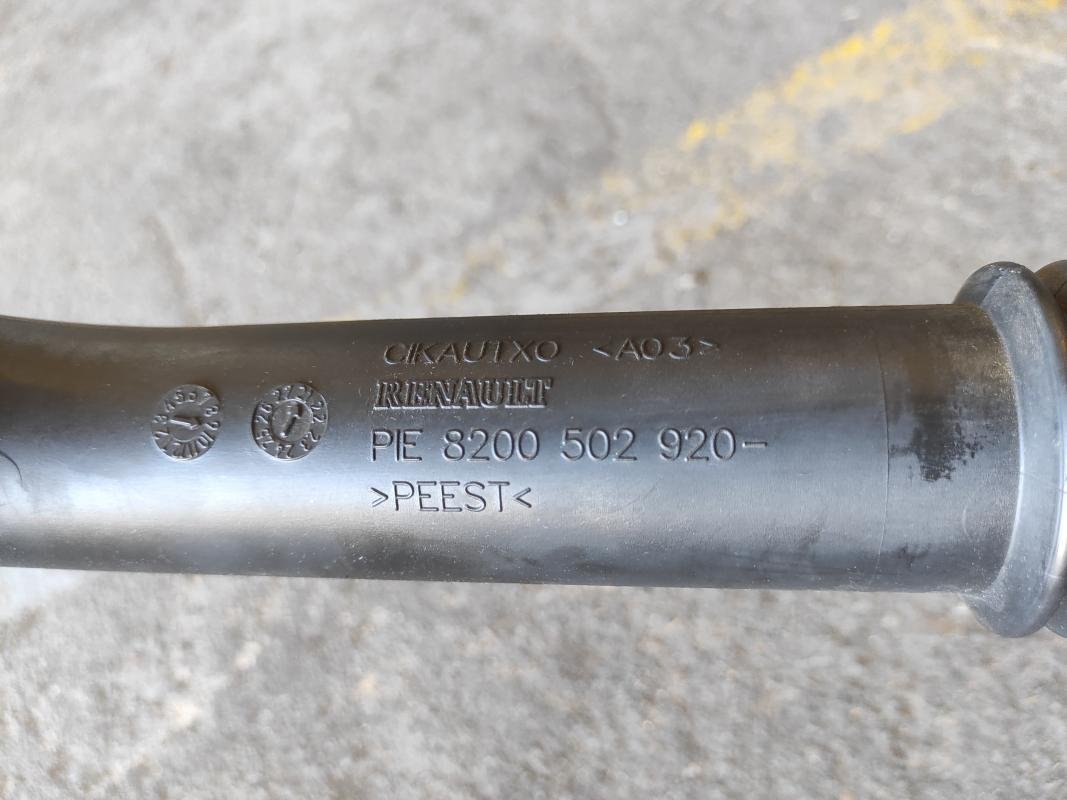 CIKAUTXO <A03>
RENAULT
PIE 8200 502 920-
>PEEST<